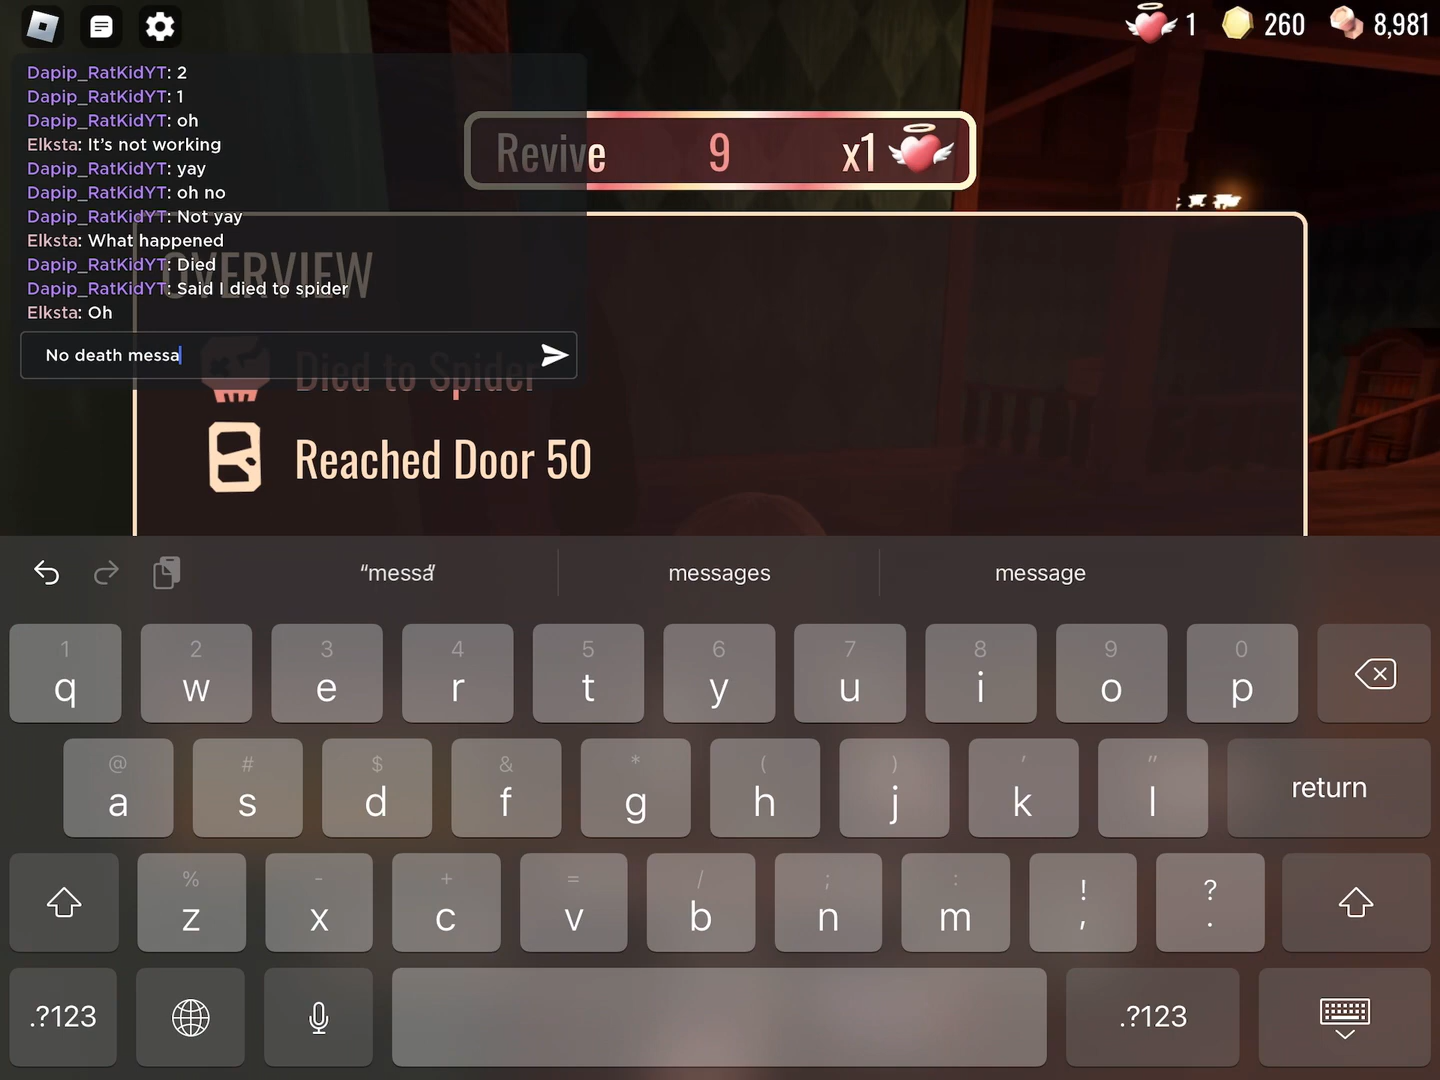 1 260 8,981
Dapip_RatKidYT: 2
Dapip_RatKidYT: 1
Dapip_RatKidYT: oh
Elksta: It’s not working
Dapip_RatKidYT: yay
Dapip_RatKidYT: oh no
Dapip_RatKidYT: Not yay
Elksta: What happened
Dapip_RatKidYT: Died
Dapip_RatKidYT: Said I died to spider
Elksta: Oh
No death messa
Revive 9 x1
OVERVIEW
Died to Spider
Reached Door 50
“messa” messages message
1 2 3 4 5 6 7 8 9 0
q w e r t y u i o p
@ # $ & * ( ) ' "
a s d f g h j k l return
% - + = / ; : ! ?
z x c v b n m , .
.?123 .?123